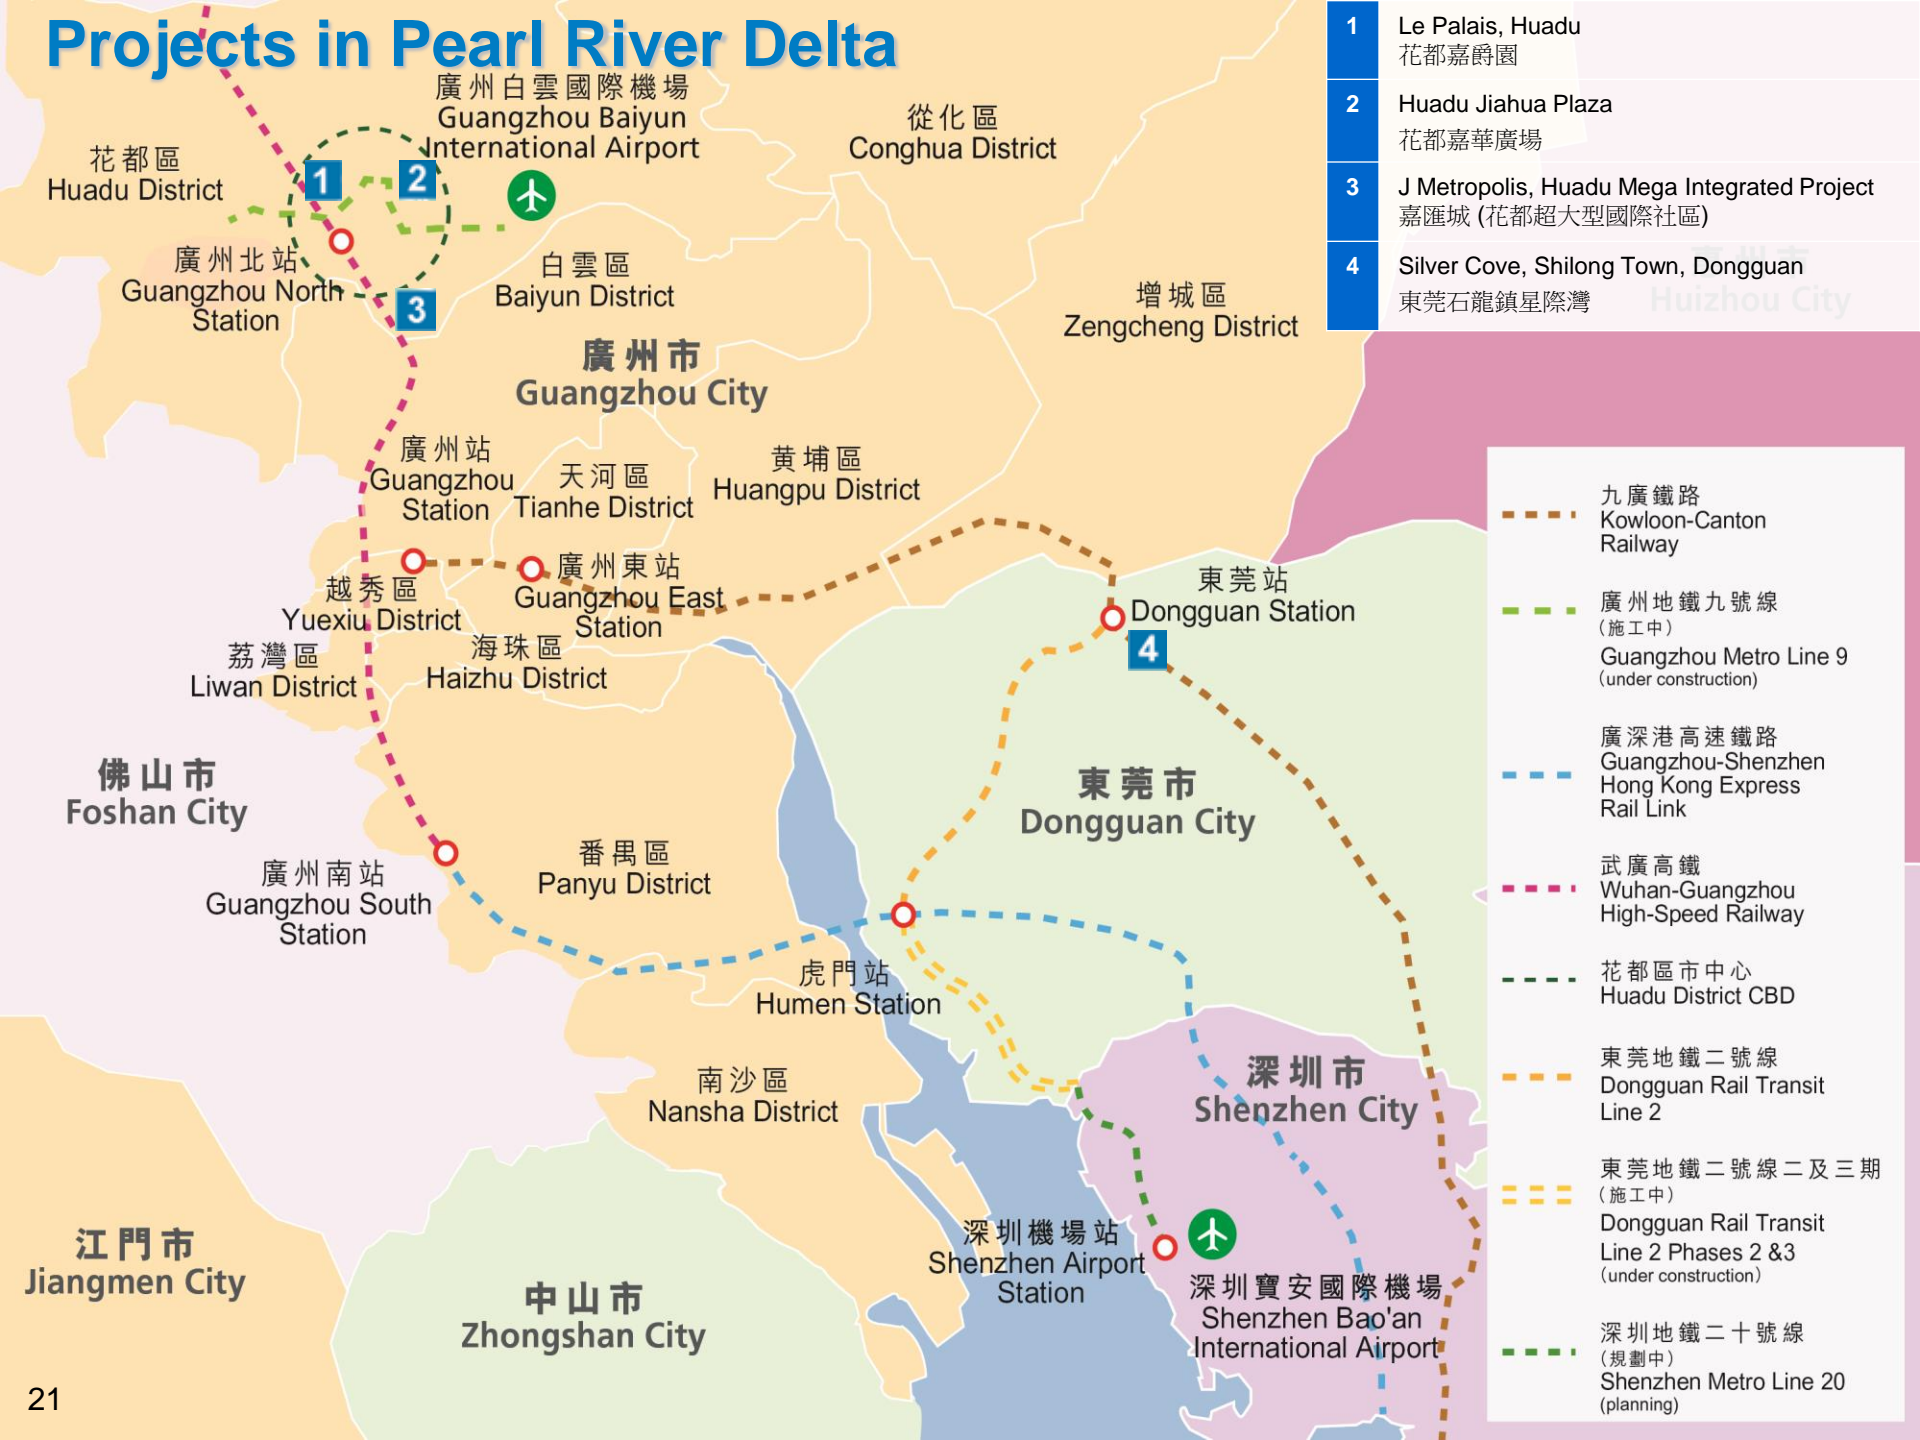 Projects in Pearl River Delta
1
Le Palais, Huadu
花都嘉爵園
2
Huadu Jiahua Plaza
花都嘉華廣場
3
J Metropolis, Huadu Mega Integrated Project
嘉匯城 (花都超大型國際社區)
4
Silver Cove, Shilong Town, Dongguan
東莞石龍鎮星際灣
惠州市
Huizhou City
廣州白雲國際機場
Guangzhou Baiyun
International Airport
從化區
Conghua District
花都區
Huadu District
1
2
廣州北站
Guangzhou North
Station
3
白雲區
Baiyun District
增城區
Zengcheng District
廣州市
Guangzhou City
廣州站
Guangzhou
Station
天河區
Tianhe District
黄埔區
Huangpu District
越秀區
Yuexiu District
廣州東站
Guangzhou East
Station
東莞站
Dongguan Station
4
荔灣區
Liwan District
海珠區
Haizhu District
佛山市
Foshan City
東莞市
Dongguan City
廣州南站
Guangzhou South
Station
番禺區
Panyu District
虎門站
Humen Station
南沙區
Nansha District
深圳市
Shenzhen City
江門市
Jiangmen City
中山市
Zhongshan City
深圳機場站
Shenzhen Airport
Station
深圳寶安國際機場
Shenzhen Bao'an
International Airport
九廣鐵路
Kowloon-Canton
Railway
廣州地鐵九號線
(施工中)
Guangzhou Metro Line 9
(under construction)
廣深港高速鐵路
Guangzhou-Shenzhen
Hong Kong Express
Rail Link
武廣高鐵
Wuhan-Guangzhou
High-Speed Railway
花都區市中心
Huadu District CBD
東莞地鐵二號線
Dongguan Rail Transit
Line 2
東莞地鐵二號線二及三期
(施工中)
Dongguan Rail Transit
Line 2 Phases 2 &3
(under construction)
深圳地鐵二十號線
(規劃中)
Shenzhen Metro Line 20
(planning)
21